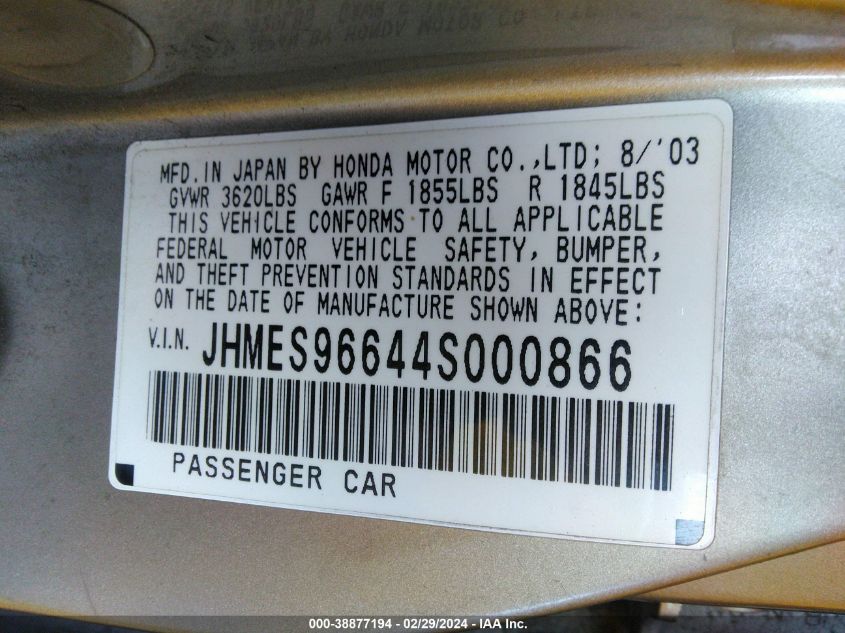 MFD. IN JAPAN BY HONDA MOTOR CO.,LTD; 8/'03
GVWR 3620LBS GAWR F 1855LBS R 1845LBS
THIS VEHICLE CONFORMS TO ALL APPLICABLE
FEDERAL MOTOR VEHICLE SAFETY, BUMPER,
AND THEFT PREVENTION STANDARDS IN EFFECT
ON THE DATE OF MANUFACTURE SHOWN ABOVE:
V.I.N. JHMES96644S000866
PASSENGER CAR
000-38877194 - 02/29/2024 - IAA Inc.